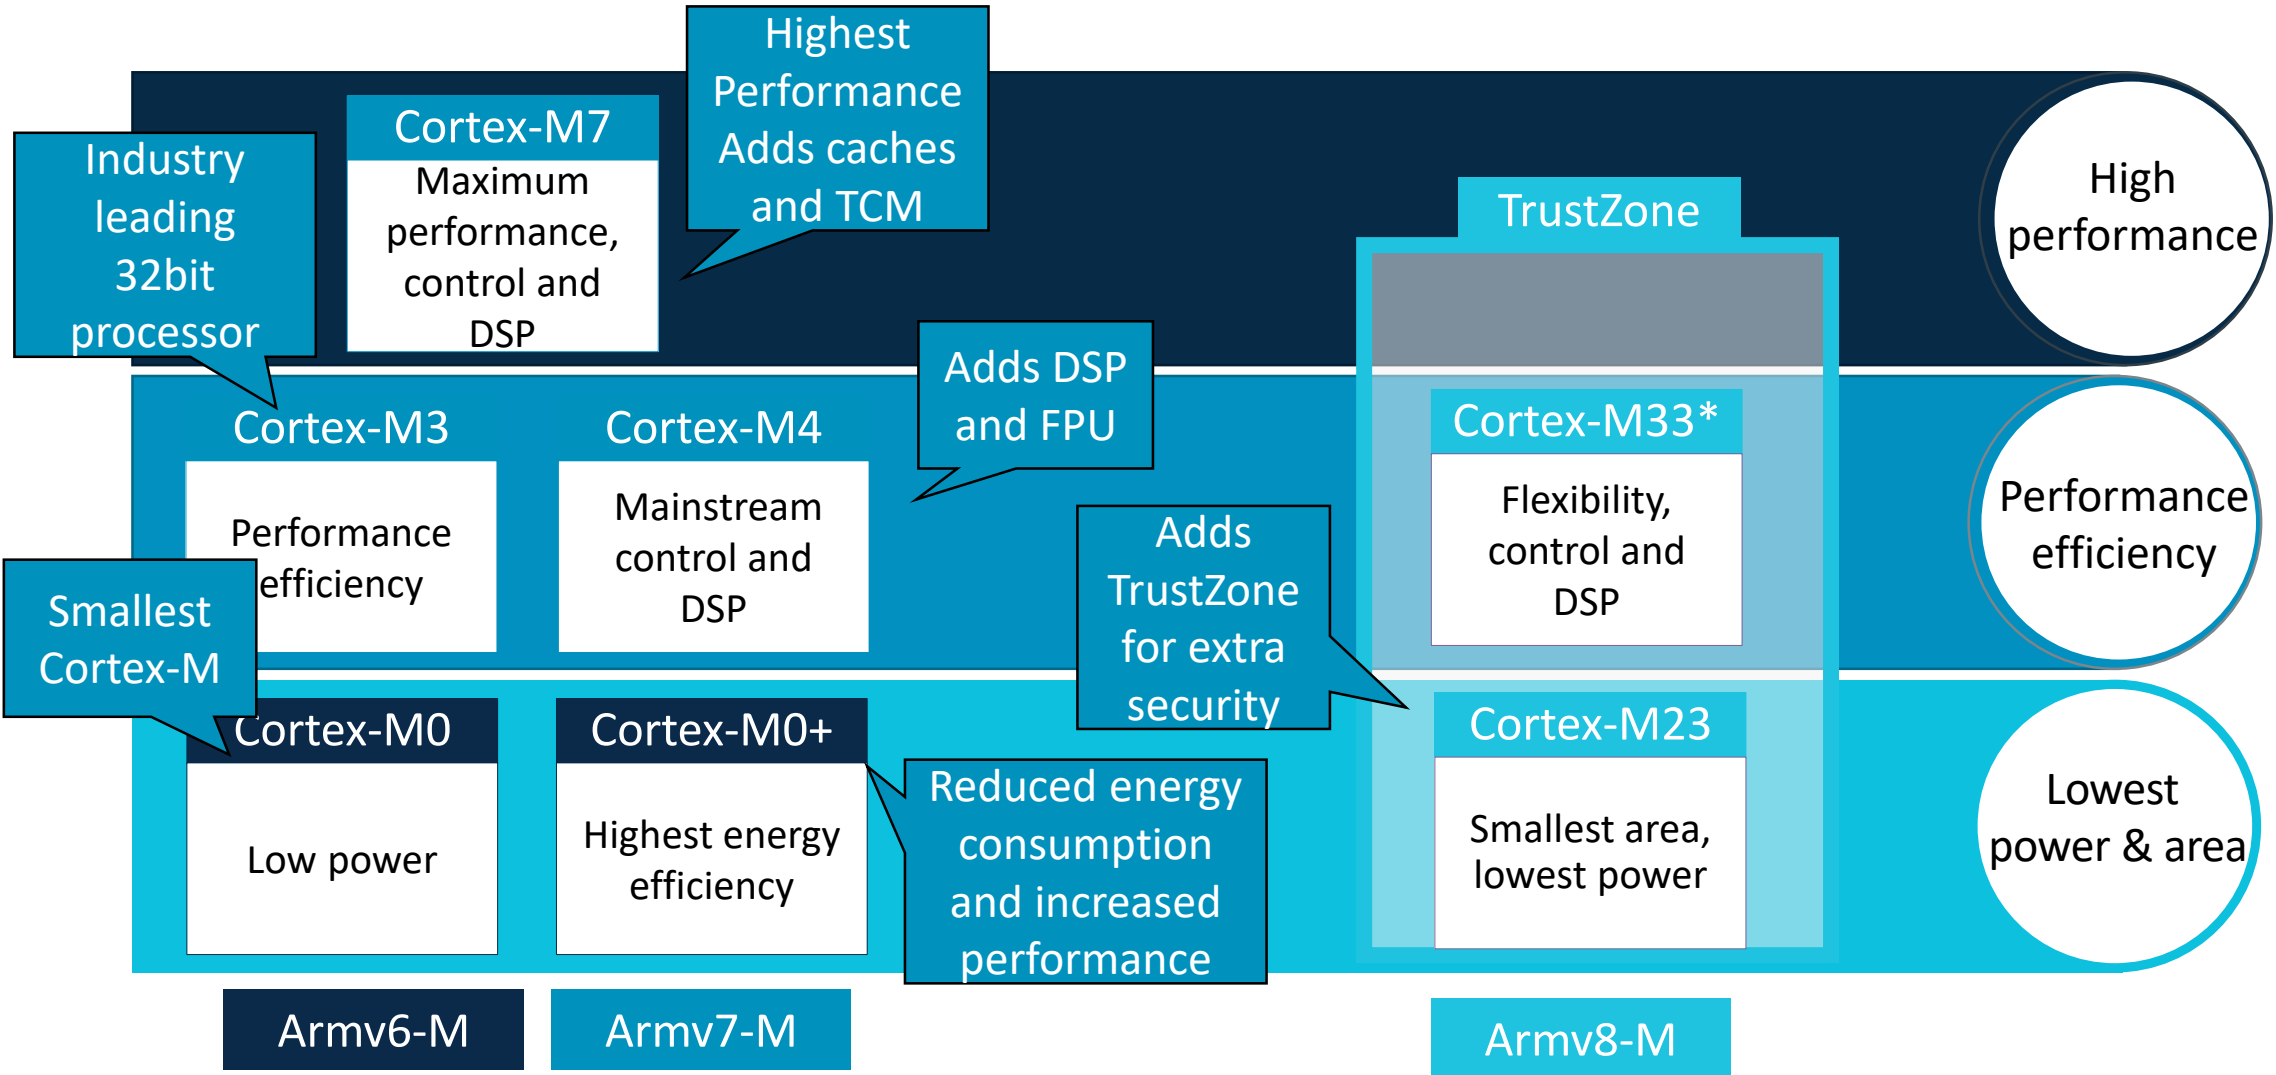 Highest
Performance
Adds caches
and TCM
Cortex-M7
Maximum
performance,
control and
DSP
Industry
leading
32bit
processor
TrustZone
High
performance
Adds DSP
and FPU
Cortex-M3
Performance
efficiency
Cortex-M4
Mainstream
control and
DSP
Cortex-M33*
Flexibility,
control and
DSP
Performance
efficiency
Adds
TrustZone
for extra
security
Smallest
Cortex-M
Cortex-M0
Low power
Cortex-M0+
Highest energy
efficiency
Reduced energy
consumption
and increased
performance
Cortex-M23
Smallest area,
lowest power
Lowest
power & area
Armv6-M
Armv7-M
Armv8-M